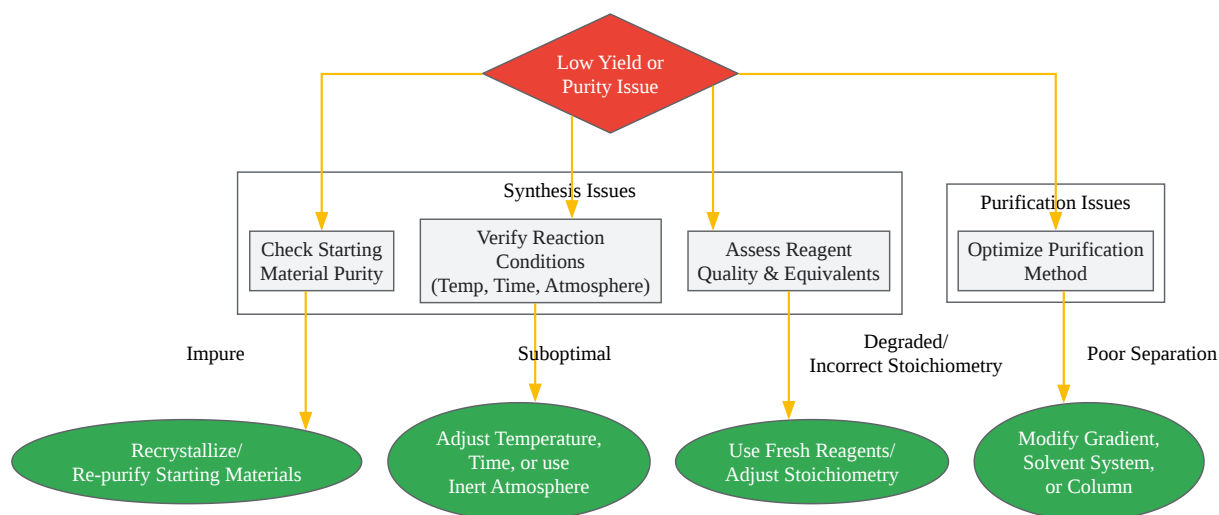 Low Yield or
Purity Issue
Synthesis Issues
Purification Issues
Check Starting
Material Purity
Verify Reaction
Conditions
(Temp, Time, Atmosphere)
Assess Reagent
Quality & Equivalents
Optimize Purification
Method
Impure
Suboptimal
Degraded/
Incorrect Stoichiometry
Poor Separation
Recrystallize/
Re-purify Starting Materials
Adjust Temperature,
Time, or use
Inert Atmosphere
Use Fresh Reagents/
Adjust Stoichiometry
Modify Gradient,
Solvent System,
or Column